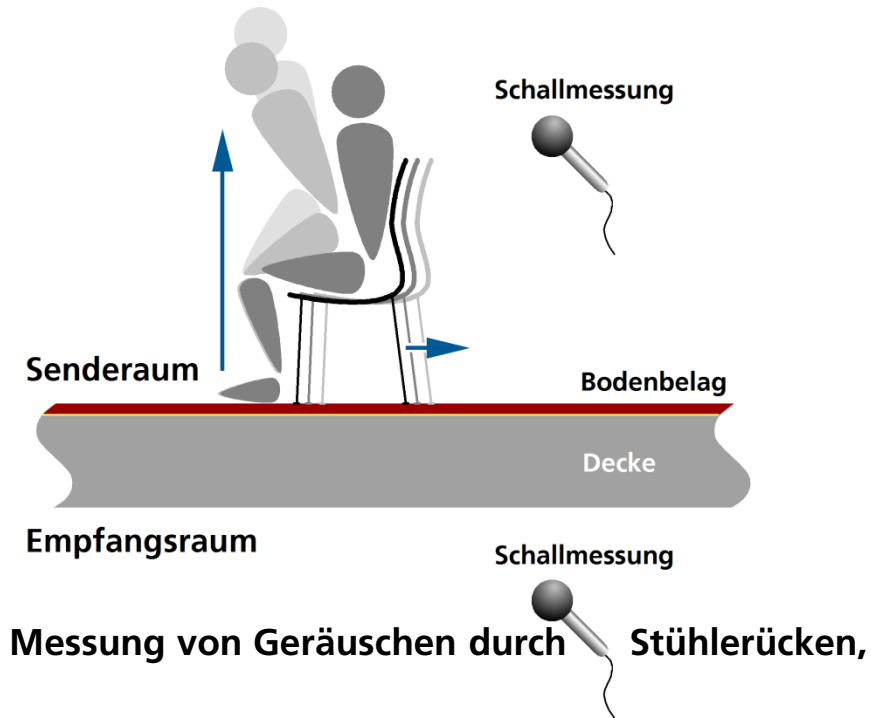 Schallmessung
Senderaum
Bodenbelag
Decke
Empfangsraum
Schallmessung
Messung von Geräuschen durch Stühlerücken,